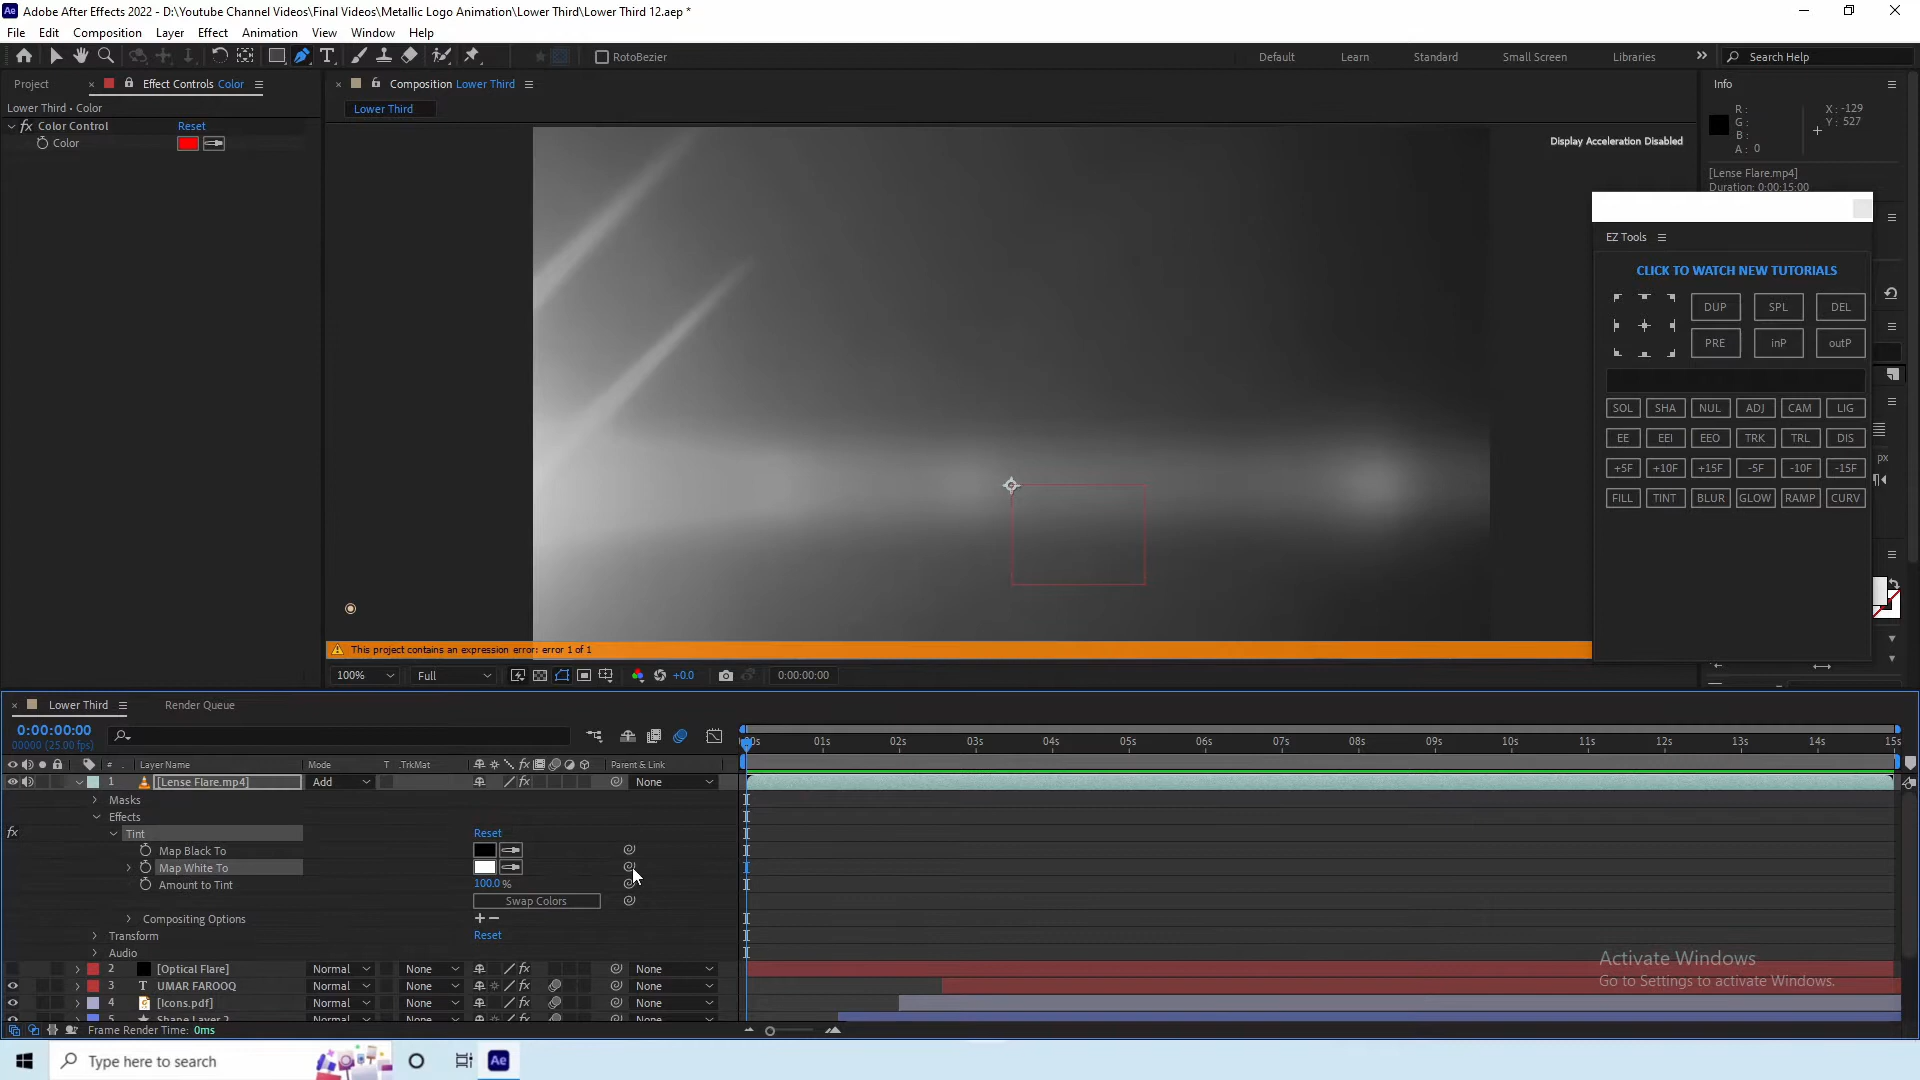 Adobe After Effects 2022 - D:\Youtube Channel Videos\Final Videos\Metallic Logo Animation\Lower Third\Lower Third 12.aep *
File Edit Composition Layer Effect Animation View Window Help
RotoBezier Default Learn Standard Small Screen Libraries Search Help
Project Effect Controls Color Composition Lower Third Info
Lower Third • Color Lower Third
Color Control Reset
Color
R:
G:
B:
A: 0
X: -129
Y: 527
Display Acceleration Disabled
[Lense Flare.mp4]
Duration: 0:00:15:00
EZ Tools
CLICK TO WATCH NEW TUTORIALS
DUP SPL DEL
PRE inP outP
SOL SHA NUL ADJ CAM LIG
EE EEI EEO TRK TRL DIS
+5F +10F +15F -5F -10F -15F
FILL TINT BLUR GLOW RAMP CURV
px
This project contains an expression error: error 1 of 1
100% Full +0.0 0:00:00:00
Lower Third Render Queue
0:00:00:00
00000 (25.00 fps)
00s 01s 02s 03s 04s 05s 06s 07s 08s 09s 10s 11s 12s 13s 14s 15s
# Layer Name Mode T .TrkMat Parent & Link
1 [Lense Flare.mp4] Add None
Masks
Effects
Tint Reset
Map Black To
Map White To
Amount to Tint 100.0 %
Swap Colors
Compositing Options + −
Transform Reset
Audio
2 [Optical Flare] Normal None None
3 T UMAR FAROOQ Normal None None
4 [Icons.pdf] Normal None None
5 Shape Layer 2
Frame Render Time: 0ms
Activate Windows
Go to Settings to activate Windows.
Type here to search Ae